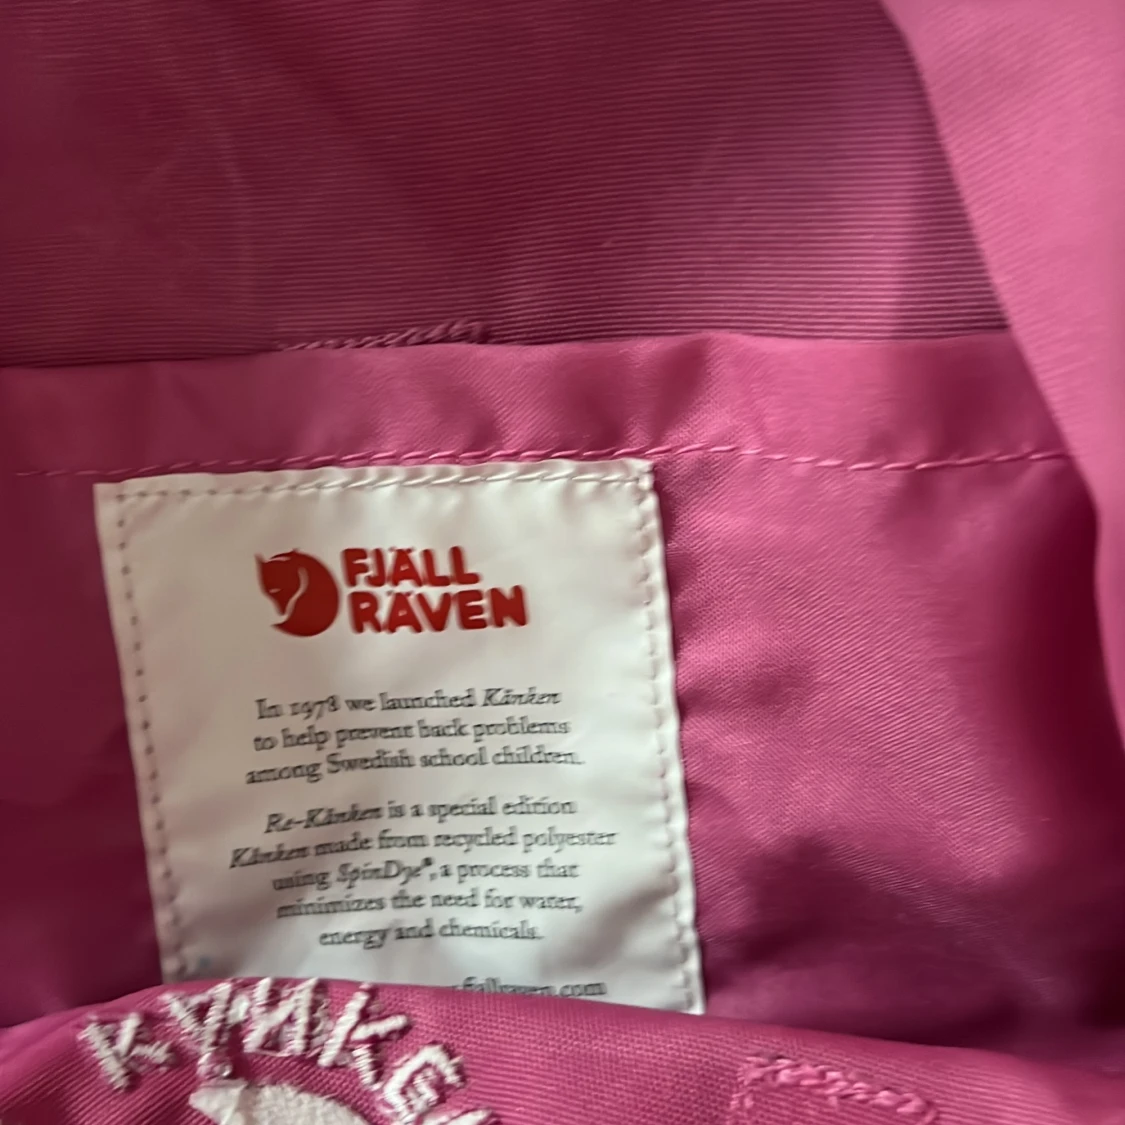 FJÄLL
RÄVEN
In 1978 we launched Kånken
to help prevent back problems
among Swedish school children.
Re-Kånken is a special edition
Kånken made from recycled polyester
using SpinDye®, a process that
minimizes the need for water,
energy and chemicals.
fjallraven.com